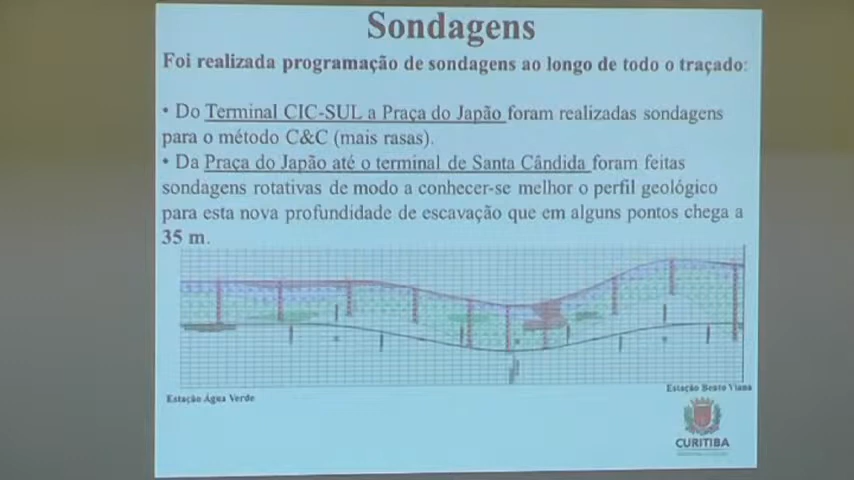 Sondagens
Foi realizada programação de sondagens ao longo de todo o traçado:
• Do Terminal CIC-SUL a Praça do Japão foram realizadas sondagens
para o método C&C (mais rasas).
• Da Praça do Japão até o terminal de Santa Cândida foram feitas
sondagens rotativas de modo a conhecer-se melhor o perfil geológico
para esta nova profundidade de escavação que em alguns pontos chega a
35 m.
Estação Bento Viana
Estação Água Verde
CURITIBA